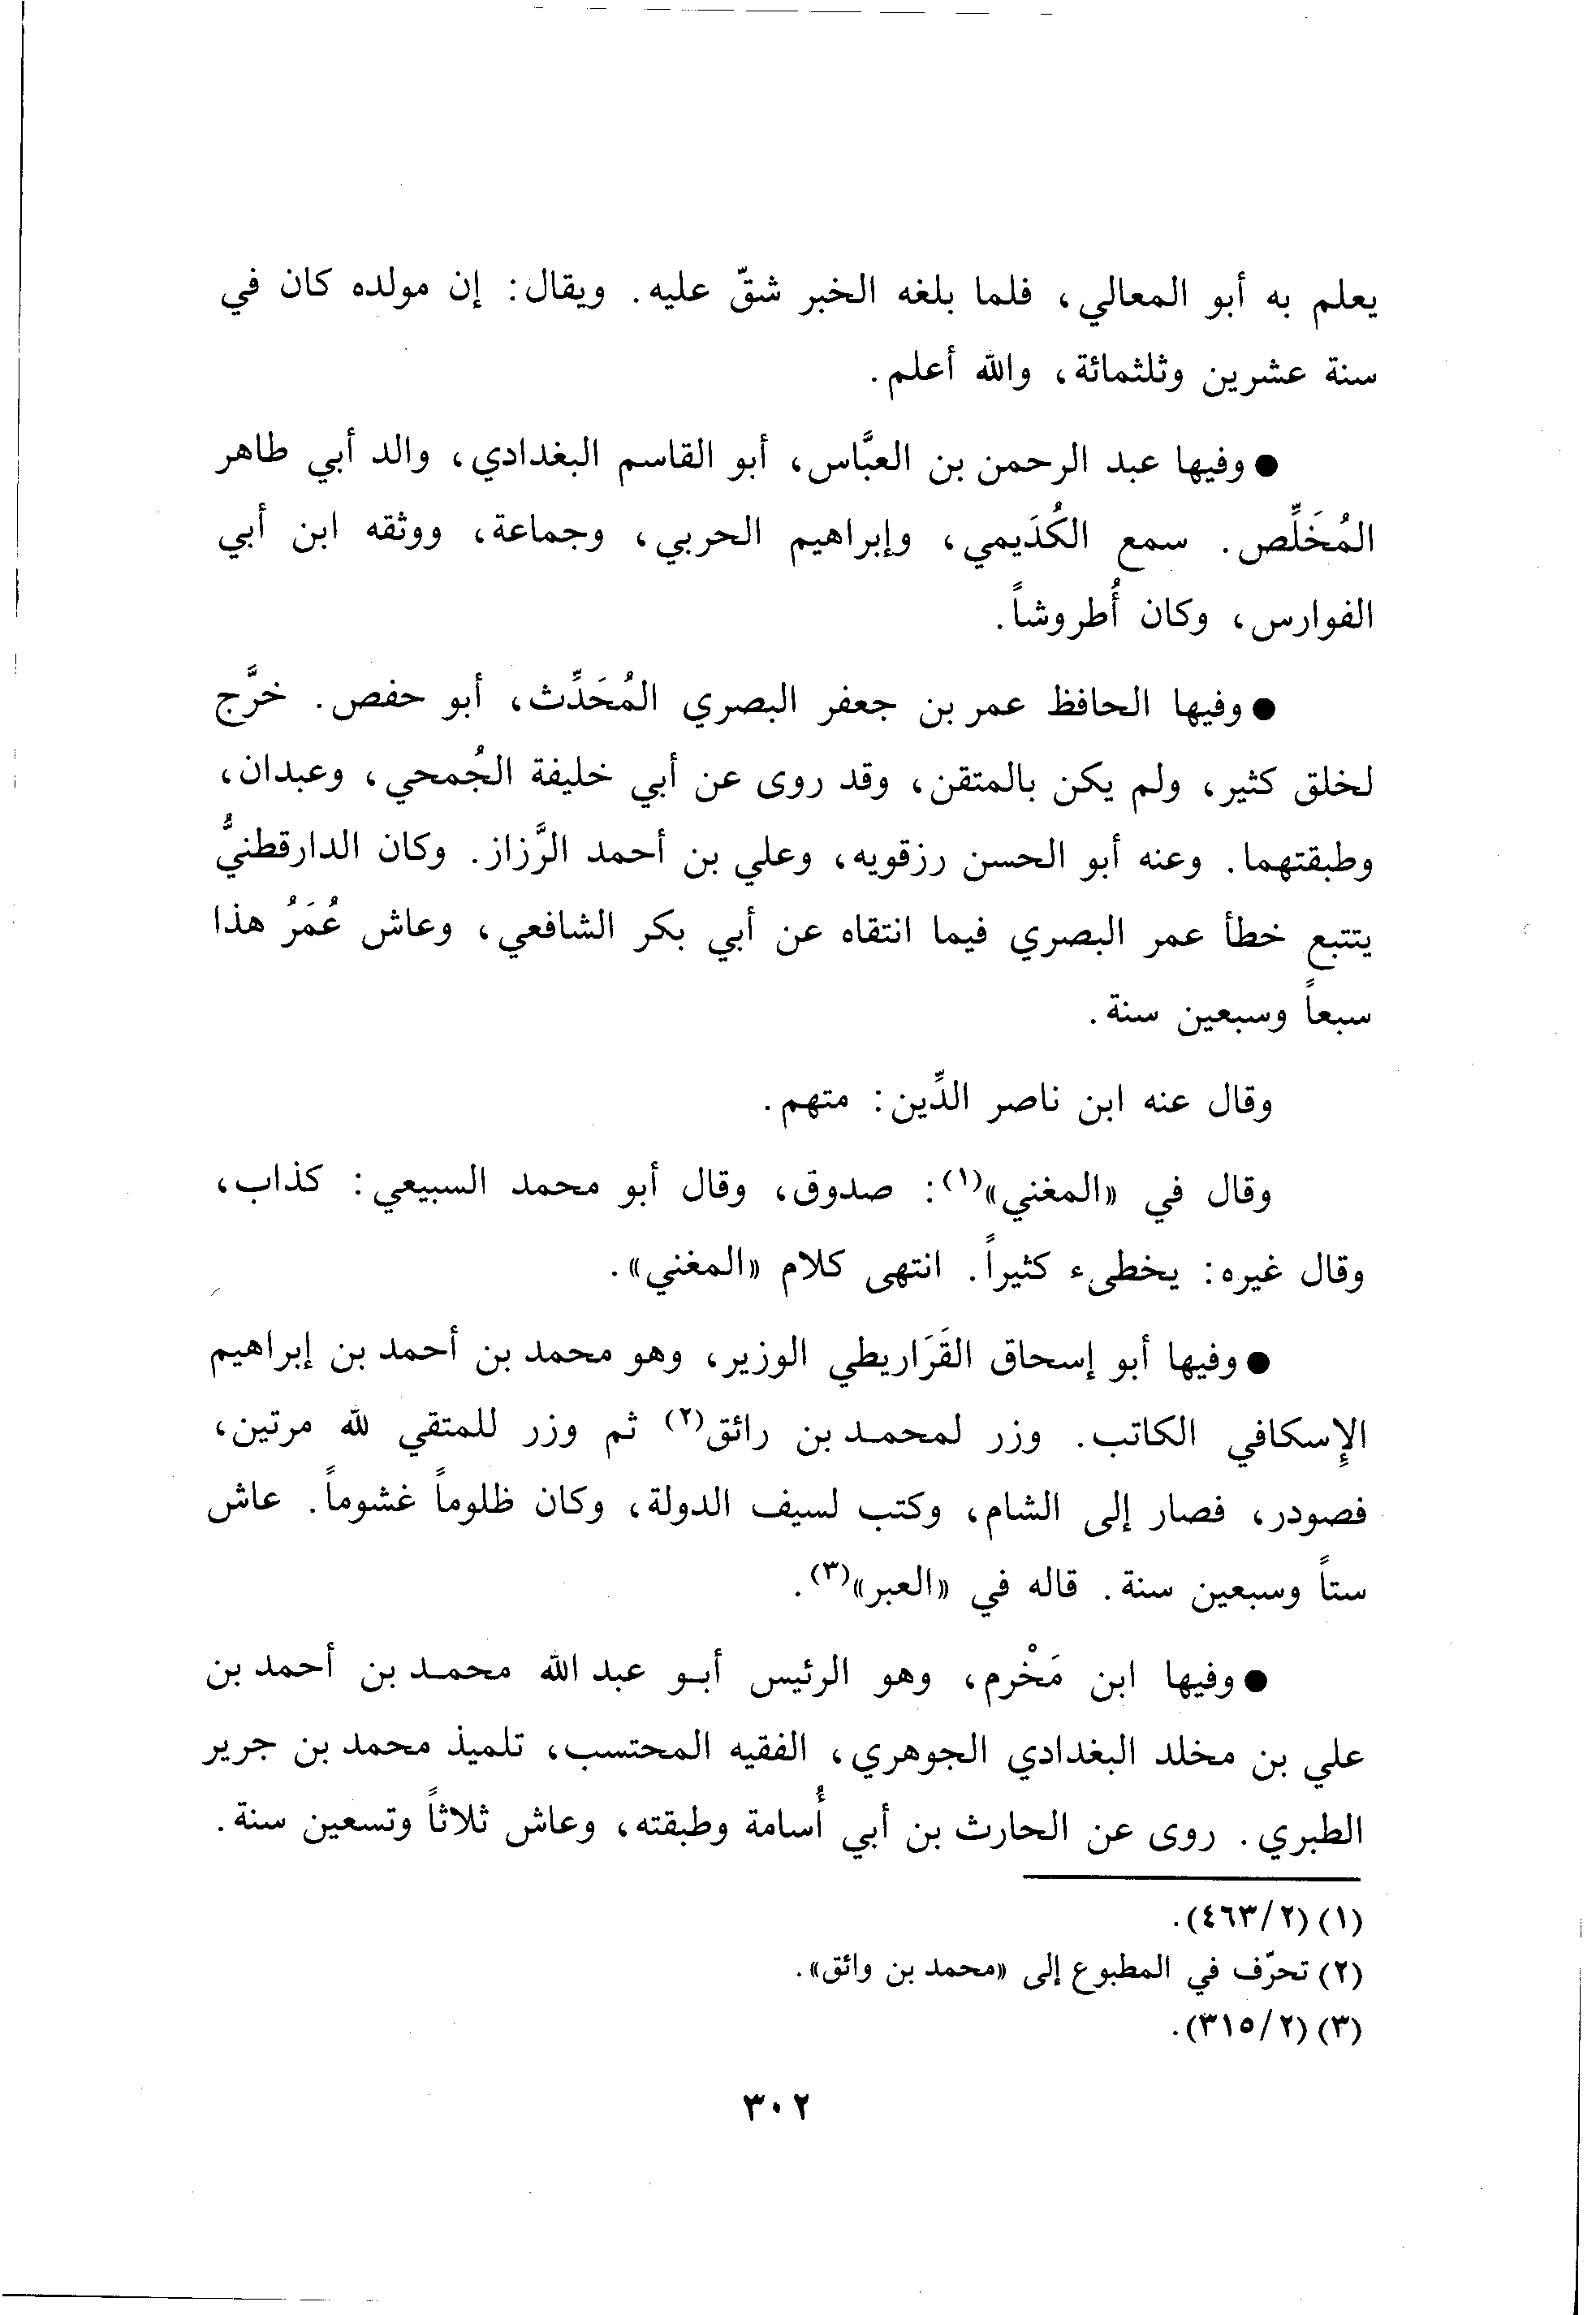 يعلم به أبو المعالي، فلما بلغه الخبر شقّ عليه. ويقال: إن مولده كان في
سنة عشرين وثلثمائة، والله أعلم.
● وفيها عبد الرحمن بن العبَّاس، أبو القاسم البغدادي، والد أبي طاهر
المُخَلِّص. سمع الكُدَيمي، وإبراهيم الحربي، وجماعة، ووثقه ابن أبي
الفوارس، وكان أُطروشاً.
● وفيها الحافظ عمر بن جعفر البصري المُحَدِّث، أبو حفص. خرَّج
لخلق كثير، ولم يكن بالمتقن، وقد روى عن أبي خليفة الجُمحي، وعبدان،
وطبقتهما. وعنه أبو الحسن رزقويه، وعلي بن أحمد الرَّزاز. وكان الدارقطنيُّ
يتتبع خطأ عمر البصري فيما انتقاه عن أبي بكر الشافعي، وعاش عُمَرُ هذا
سبعاً وسبعين سنة.
وقال عنه ابن ناصر الدِّين: متهم.
وقال في «المغني»(١): صدوق، وقال أبو محمد السبيعي: كذاب،
وقال غيره: يخطىء كثيراً. انتهى كلام «المغني».
● وفيها أبو إسحاق القَرَاريطي الوزير، وهو محمد بن أحمد بن إبراهيم
الإِسكافي الكاتب. وزر لمحمد بن رائق(٢) ثم وزر للمتقي لله مرتين،
فصودر، فصار إلى الشام، وكتب لسيف الدولة، وكان ظلوماً غشوماً. عاش
ستاً وسبعين سنة. قاله في «العبر»(٣).
● وفيها ابن مَخْرم، وهو الرئيس أبو عبد الله محمد بن أحمد بن
علي بن مخلد البغدادي الجوهري، الفقيه المحتسب، تلميذ محمد بن جرير
الطبري. روى عن الحارث بن أبي أُسامة وطبقته، وعاش ثلاثاً وتسعين سنة.
(١) (٤٦٣/٢).
(٢) تحرّف في المطبوع إلى «محمد بن وائق».
(٣) (٣١٥/٢).
٣٠٢